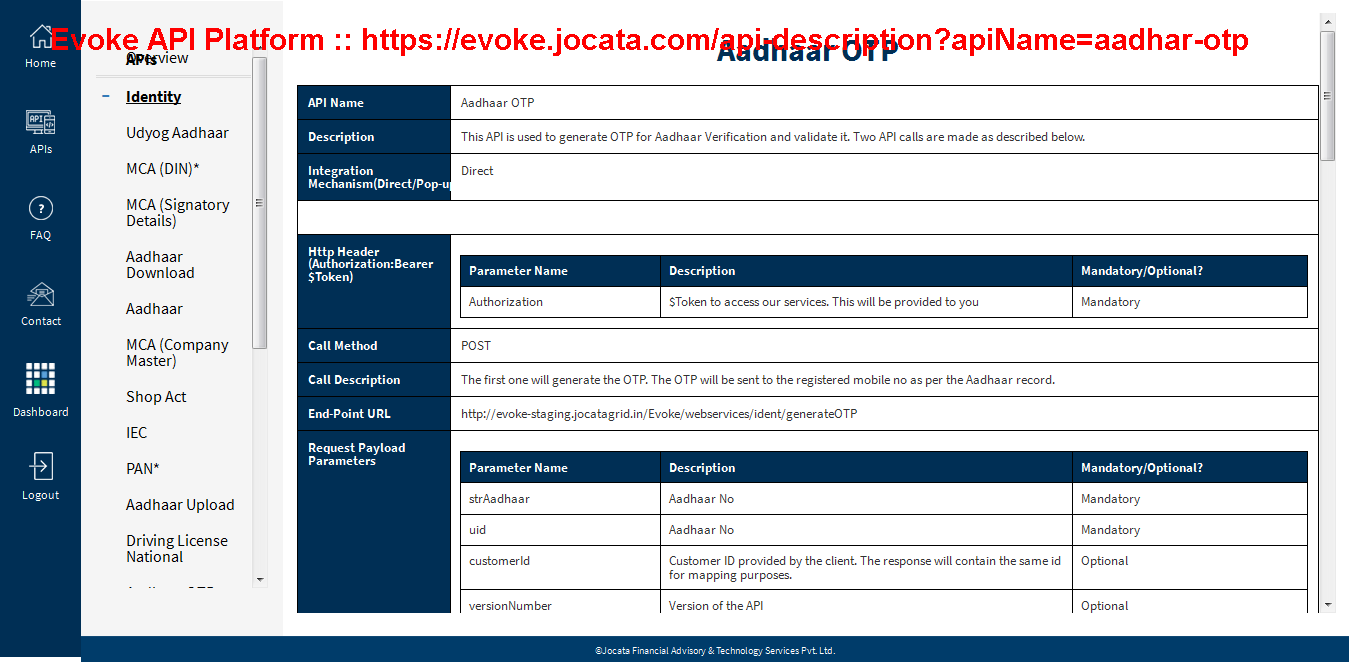 Evoke API Platform :: https://evoke.jocata.com/api-description?apiName=aadhar-otp
Home
APIs
FAQ
Contact
Dashboard
Logout
APIs
Overview
Identity
Udyog Aadhaar
MCA (DIN)*
MCA (Signatory
Details)
Aadhaar
Download
Aadhaar
MCA (Company
Master)
Shop Act
IEC
PAN*
Aadhaar Upload
Driving License
National
Aadhaar OTP
API Name
Aadhaar OTP
Description
This API is used to generate OTP for Aadhaar Verification and validate it. Two API calls are made as described below.
Integration
Mechanism(Direct/Pop-up
Direct
Http Header
(Authorization:Bearer
$Token)
Parameter Name Description Mandatory/Optional?
Authorization $Token to access our services. This will be provided to you Mandatory
Call Method
POST
Call Description
The first one will generate the OTP. The OTP will be sent to the registered mobile no as per the Aadhaar record.
End-Point URL
http://evoke-staging.jocatagrid.in/Evoke/webservices/ident/generateOTP
Request Payload
Parameters
Parameter Name Description Mandatory/Optional?
strAadhaar Aadhaar No Mandatory
uid Aadhaar No Mandatory
customerId Customer ID provided by the client. The response will contain the same id
for mapping purposes. Optional
versionNumber Version of the API Optional
©Jocata Financial Advisory & Technology Services Pvt. Ltd.